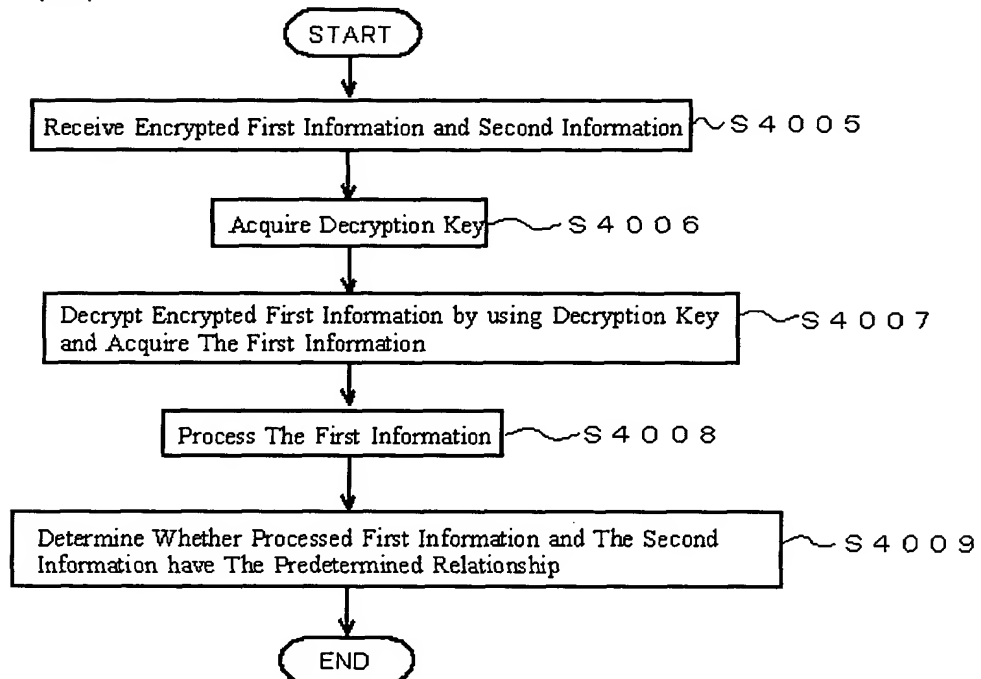 START
Receive Encrypted First Information and Second Information S4005
Acquire Decryption Key S4006
Decrypt Encrypted First Information by using Decryption Key S4007
and Acquire The First Information
Process The First Information S4008
Determine Whether Processed First Information and The Second S4009
Information have The Predetermined Relationship
END